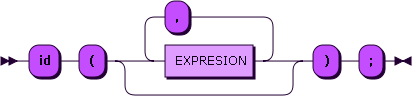 ,
id ( EXPRESION ) ;